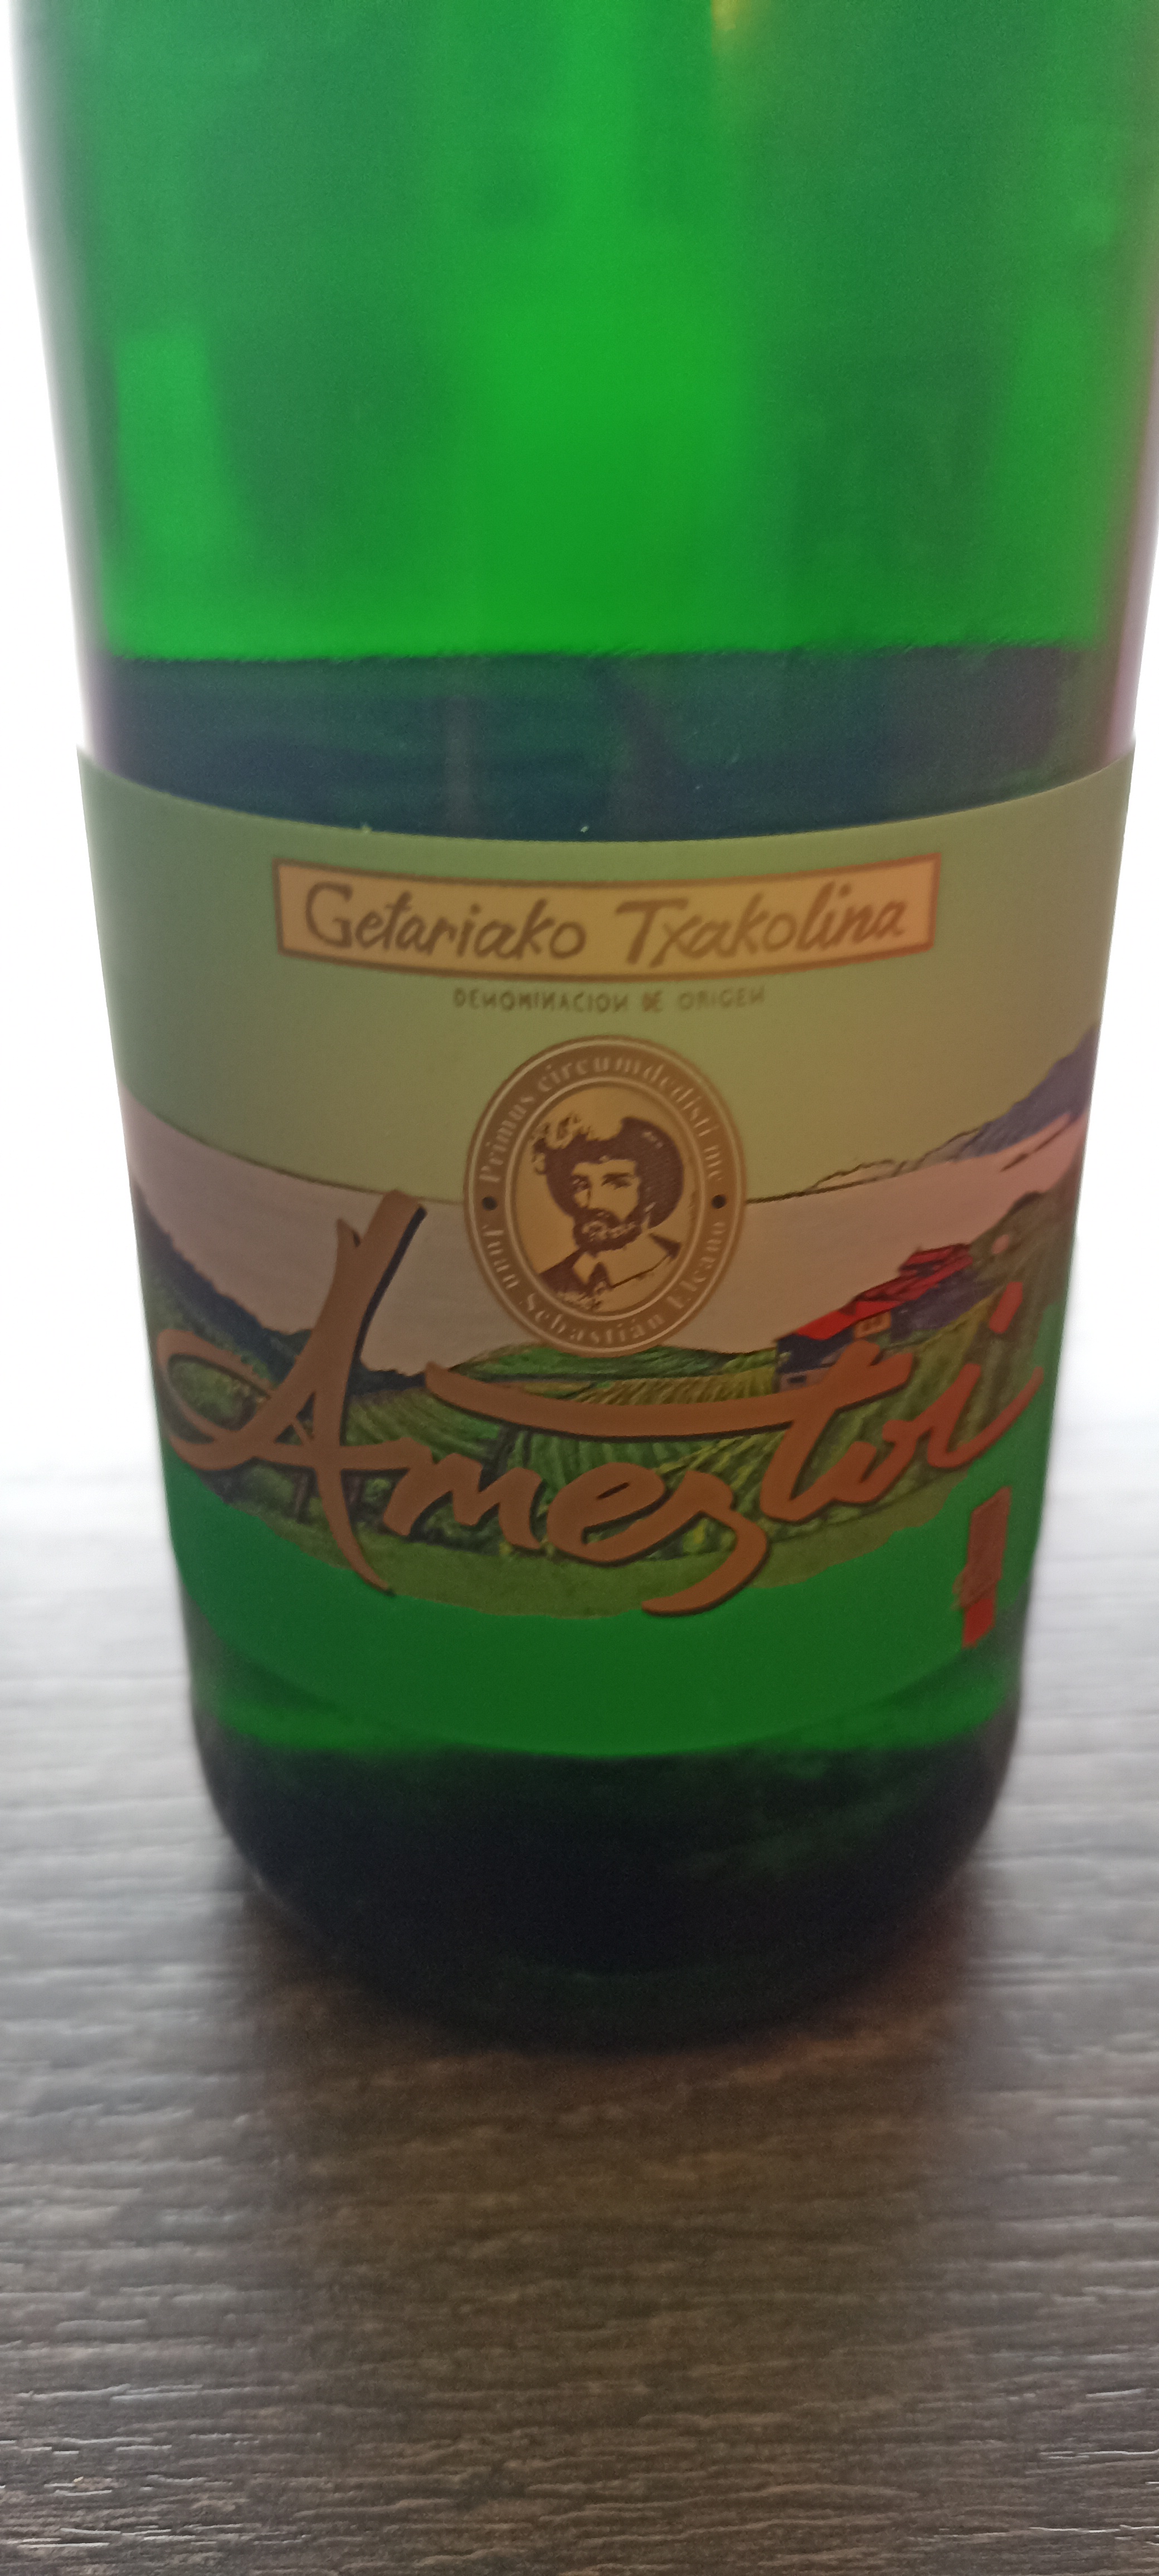 Getariako Txakolina
DENOMINACION DE ORIGEN
Primus circumdedisti me
Juan Sebastián Elcano
Ameztoi